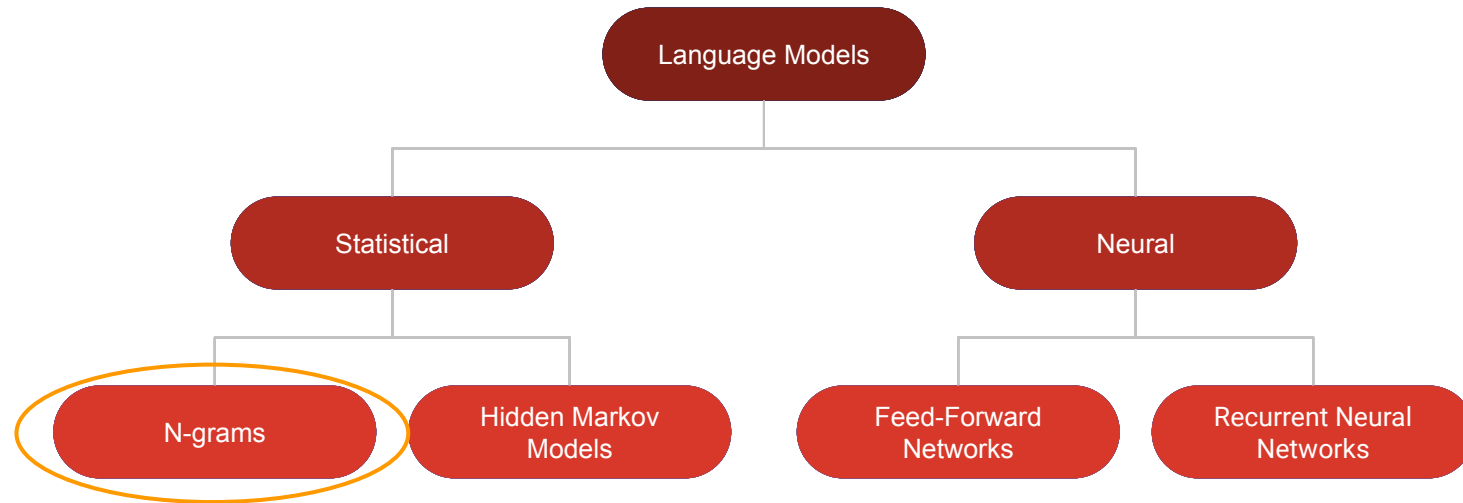 Language Models
Statistical
Neural
N-grams
Hidden Markov
Models
Feed-Forward
Networks
Recurrent Neural
Networks